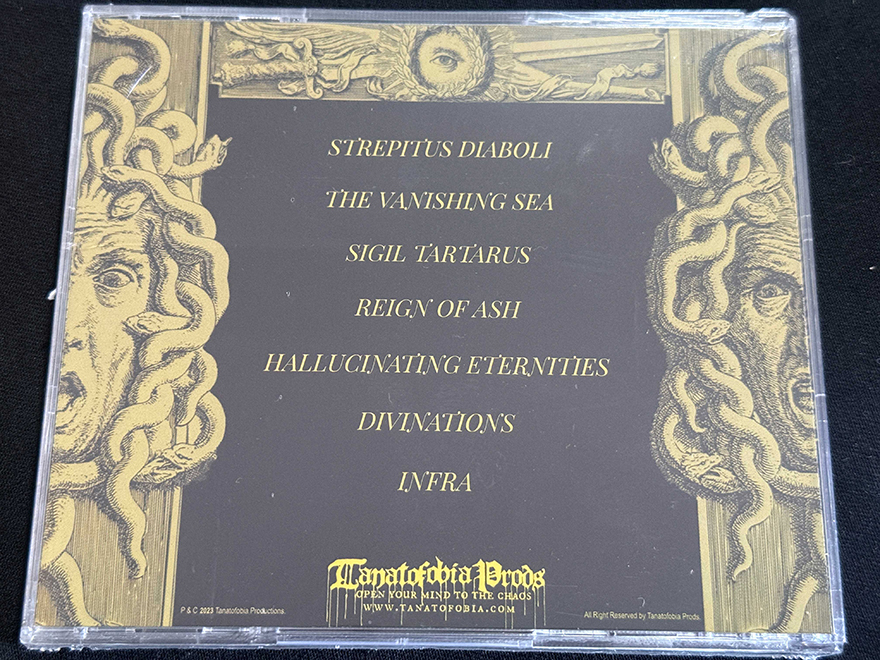 STREPITUS DIABOLI
THE VANISHING SEA
SIGIL TARTARUS
REIGN OF ASH
HALLUCINATING ETERNITIES
DIVINATIONS
INFRA
Tanatofobia Prods
OPEN YOUR MIND TO THE CHAOS
WWW.TANATOFOBIA.COM
P & C 2023 Tanatofobia Productions.
All Right Reserved by Tanatofobia Prods.